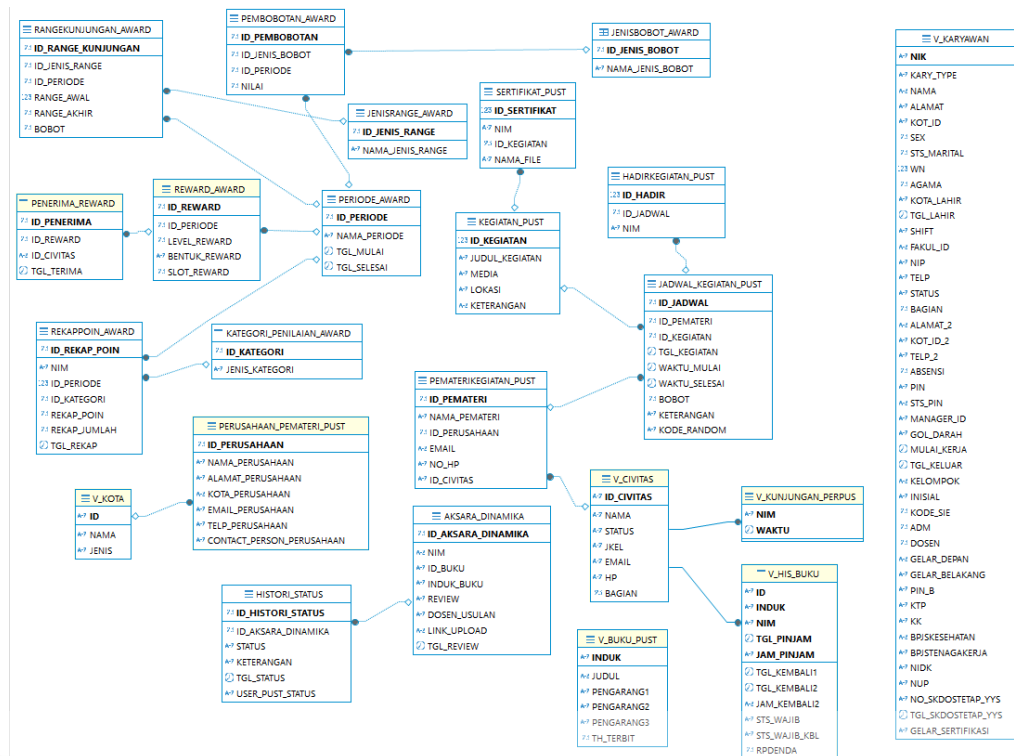 RANGEKUNJUNGAN_AWARD
ID_RANGE_KUNJUNGAN
ID_JENIS_RANGE
ID_PERIODE
RANGE_AWAL
RANGE_AKHIR
BOBOT
PEMBOBOTAN_AWARD
ID_PEMBOBOTAN
ID_JENIS_BOBOT
ID_PERIODE
NILAI
JENISBOBOT_AWARD
ID_JENIS_BOBOT
NAMA_JENIS_BOBOT
JENISRANGE_AWARD
ID_JENIS_RANGE
NAMA_JENIS_RANGE
SERTIFIKAT_PUST
ID_SERTIFIKAT
NIM
ID_KEGIATAN
NAMA_FILE
HADIRKEGIATAN_PUST
ID_HADIR
ID_JADWAL
NIM
PENERIMA_REWARD
ID_PENERIMA
ID_REWARD
ID_CIVITAS
TGL_TERIMA
REWARD_AWARD
ID_REWARD
ID_PERIODE
LEVEL_REWARD
BENTUK_REWARD
SLOT_REWARD
PERIODE_AWARD
ID_PERIODE
NAMA_PERIODE
TGL_MULAI
TGL_SELESAI
KEGIATAN_PUST
ID_KEGIATAN
JUDUL_KEGIATAN
MEDIA
LOKASI
KETERANGAN
JADWAL_KEGIATAN_PUST
ID_JADWAL
ID_PEMATERI
ID_KEGIATAN
TGL_KEGIATAN
WAKTU_MULAI
WAKTU_SELESAI
BOBOT
KETERANGAN
KODE_RANDOM
REKAPPOIN_AWARD
ID_REKAP_POIN
NIM
ID_PERIODE
ID_KATEGORI
REKAP_POIN
REKAP_JUMLAH
TGL_REKAP
KATEGORI_PENILAIAN_AWARD
ID_KATEGORI
JENIS_KATEGORI
PEMATERIKEGIATAN_PUST
ID_PEMATERI
NAMA_PEMATERI
ID_PERUSAHAAN
EMAIL
NO_HP
ID_CIVITAS
PERUSAHAAN_PEMATERI_PUST
ID_PERUSAHAAN
NAMA_PERUSAHAAN
ALAMAT_PERUSAHAAN
KOTA_PERUSAHAAN
EMAIL_PERUSAHAAN
TELP_PERUSAHAAN
CONTACT_PERSON_PERUSAHAAN
V_KOTA
ID
NAMA
JENIS
AKSARA_DINAMIKA
ID_AKSARA_DINAMIKA
NIM
ID_BUKU
INDUK_BUKU
REVIEW
DOSEN_USULAN
LINK_UPLOAD
TGL_REVIEW
HISTORI_STATUS
ID_HISTORI_STATUS
ID_AKSARA_DINAMIKA
STATUS
KETERANGAN
TGL_STATUS
USER_PUST_STATUS
V_CIVITAS
ID_CIVITAS
NAMA
STATUS
JKEL
EMAIL
HP
BAGIAN
V_KUNJUNGAN_PERPUS
NIM
WAKTU
V_HIS_BUKU
ID
INDUK
NIM
TGL_PINJAM
JAM_PINJAM
TGL_KEMBALI1
TGL_KEMBALI2
JAM_KEMBALI2
STS_WAJIB
STS_WAJIB_KBL
RPDENDA
V_BUKU_PUST
INDUK
JUDUL
PENGARANG1
PENGARANG2
PENGARANG3
TH_TERBIT
V_KARYAWAN
NIK
KARY_TYPE
NAMA
ALAMAT
KOT_ID
SEX
STS_MARITAL
WN
AGAMA
KOTA_LAHIR
TGL_LAHIR
SHIFT
FAKUL_ID
NIP
TELP
STATUS
BAGIAN
ALAMAT_2
KOT_ID_2
TELP_2
ABSENSI
PIN
STS_PIN
MANAGER_ID
GOL_DARAH
MULAI_KERJA
TGL_KELUAR
KELOMPOK
INISIAL
KODE_SIE
ADM
DOSEN
GELAR_DEPAN
GELAR_BELAKANG
PIN_B
KTP
KK
BPJSKESEHATAN
BPJSTENAGAKERJA
NIDK
NUP
NO_SKDOSTETAP_YYS
TGL_SKDOSTETAP_YYS
GELAR_SERTIFIKASI